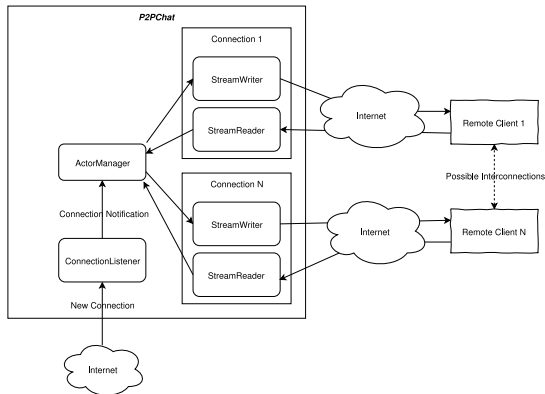 P2PChat
Connection 1
StreamWriter
StreamReader
Internet
Remote Client 1
ActorManager
Possible Interconnections
Connection N
Connection Notification
StreamWriter
StreamReader
Internet
Remote Client N
ConnectionListener
New Connection
Internet